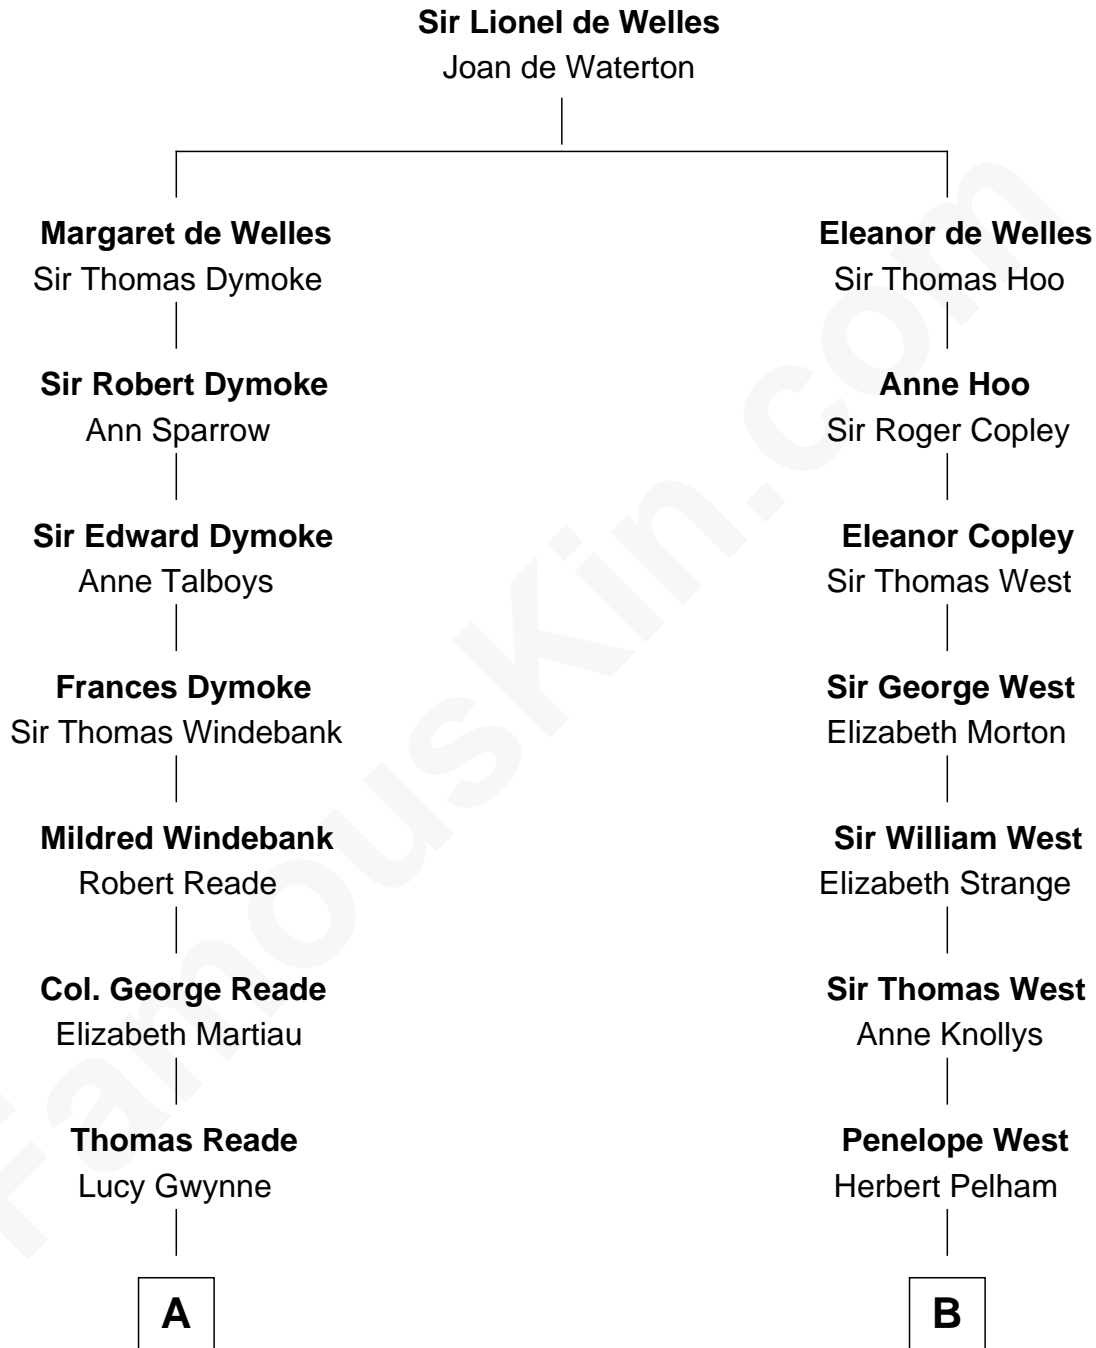 Sir Lionel de Welles
Joan de Waterton
Margaret de Welles
Sir Thomas Dymoke
Eleanor de Welles
Sir Thomas Hoo
Sir Robert Dymoke
Ann Sparrow
Anne Hoo
Sir Roger Copley
Sir Edward Dymoke
Anne Talboys
Eleanor Copley
Sir Thomas West
Frances Dymoke
Sir Thomas Windebank
Sir George West
Elizabeth Morton
Mildred Windebank
Robert Reade
Sir William West
Elizabeth Strange
Col. George Reade
Elizabeth Martiau
Sir Thomas West
Anne Knollys
Thomas Reade
Lucy Gwynne
Penelope West
Herbert Pelham
A
B
FamousKin.com